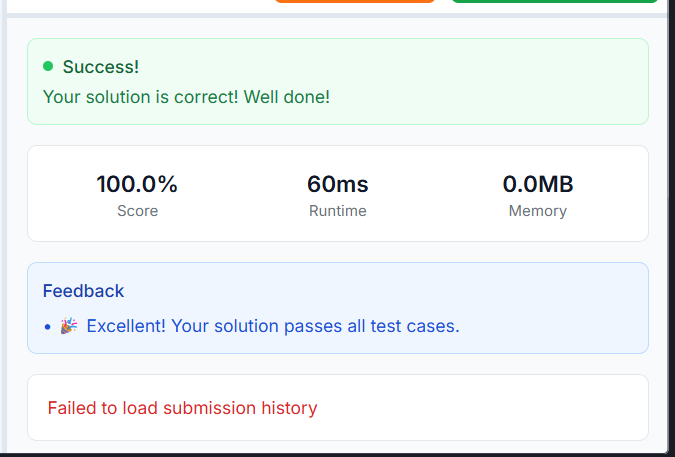 Success!
Your solution is correct! Well done!
100.0% 60ms 0.0MB
Score Runtime Memory
Feedback
• 🎉 Excellent! Your solution passes all test cases.
Failed to load submission history